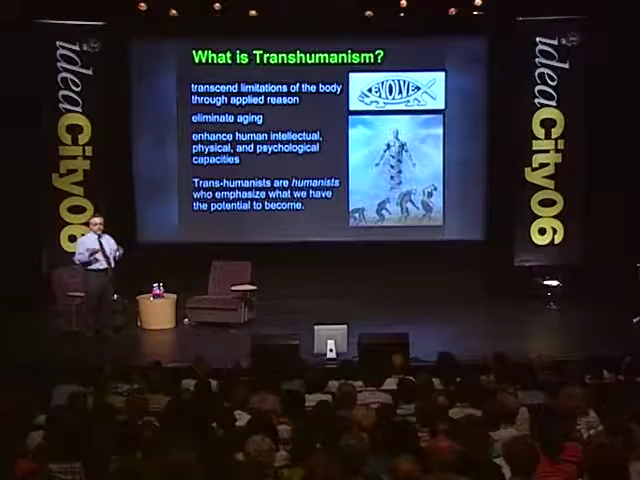 What is Transhumanism?
transcend limitations of the body
through applied reason
eliminate aging
enhance human intellectual,
physical, and psychological
capacities
Trans-humanists are humanists
who emphasize what we have
the potential to become.
EVOLVE
ideaCity06
ideaCity06